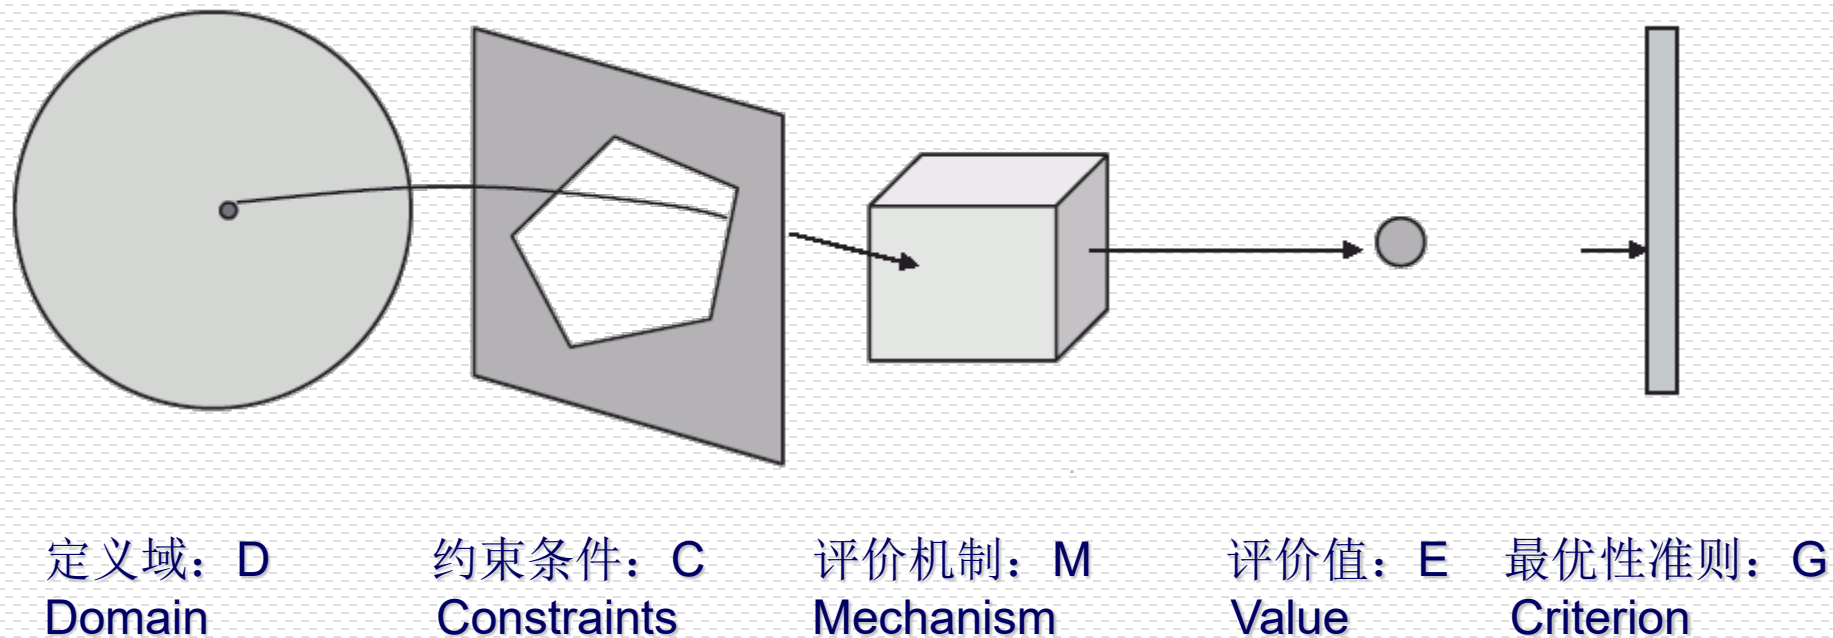 定义域：D 约束条件：C 评价机制：M 评价值：E 最优性准则：G
Domain Constraints Mechanism Value Criterion